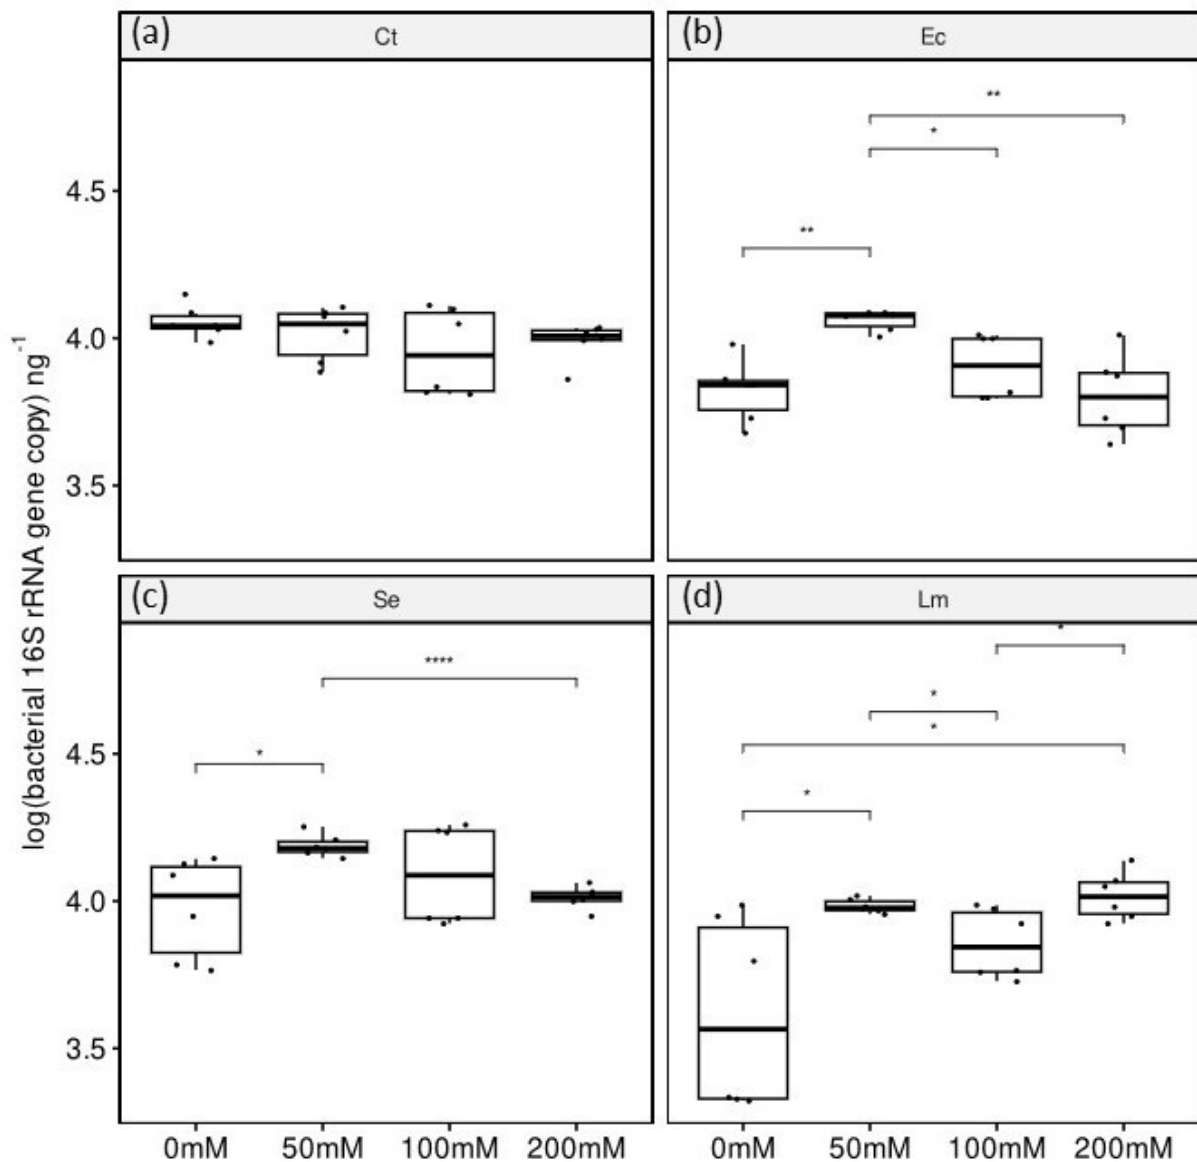 (a) Ct
(b) Ec
**
*
4.5
**
4.0
3.5
log(bacterial 16S rRNA gene copy) ng⁻¹
(c) Se
(d) Lm
*
****
*
*
4.5
*
*
4.0
3.5
0mM 50mM 100mM 200mM
0mM 50mM 100mM 200mM